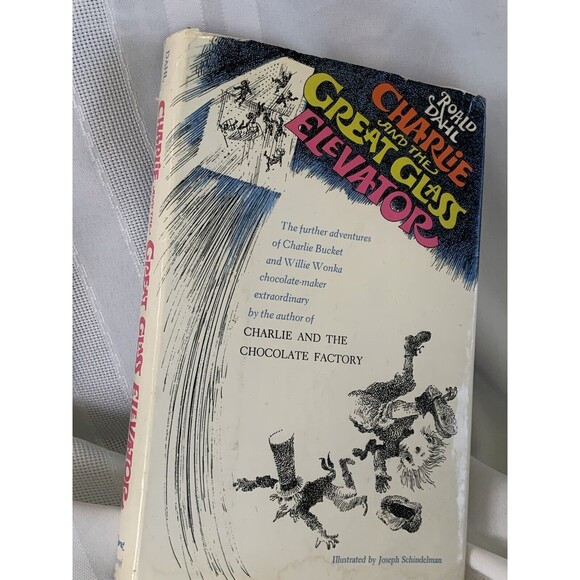 ROALD
DAHL
CHARLIE
AND THE
GREAT GLASS
ELEVATOR
The further adventures
of Charlie Bucket
and Willie Wonka
chocolate-maker
extraordinary
by the author of
CHARLIE AND THE
CHOCOLATE FACTORY
Illustrated by Joseph Schindelman
DAHL
CHARLIE AND THE GREAT GLASS ELEVATOR